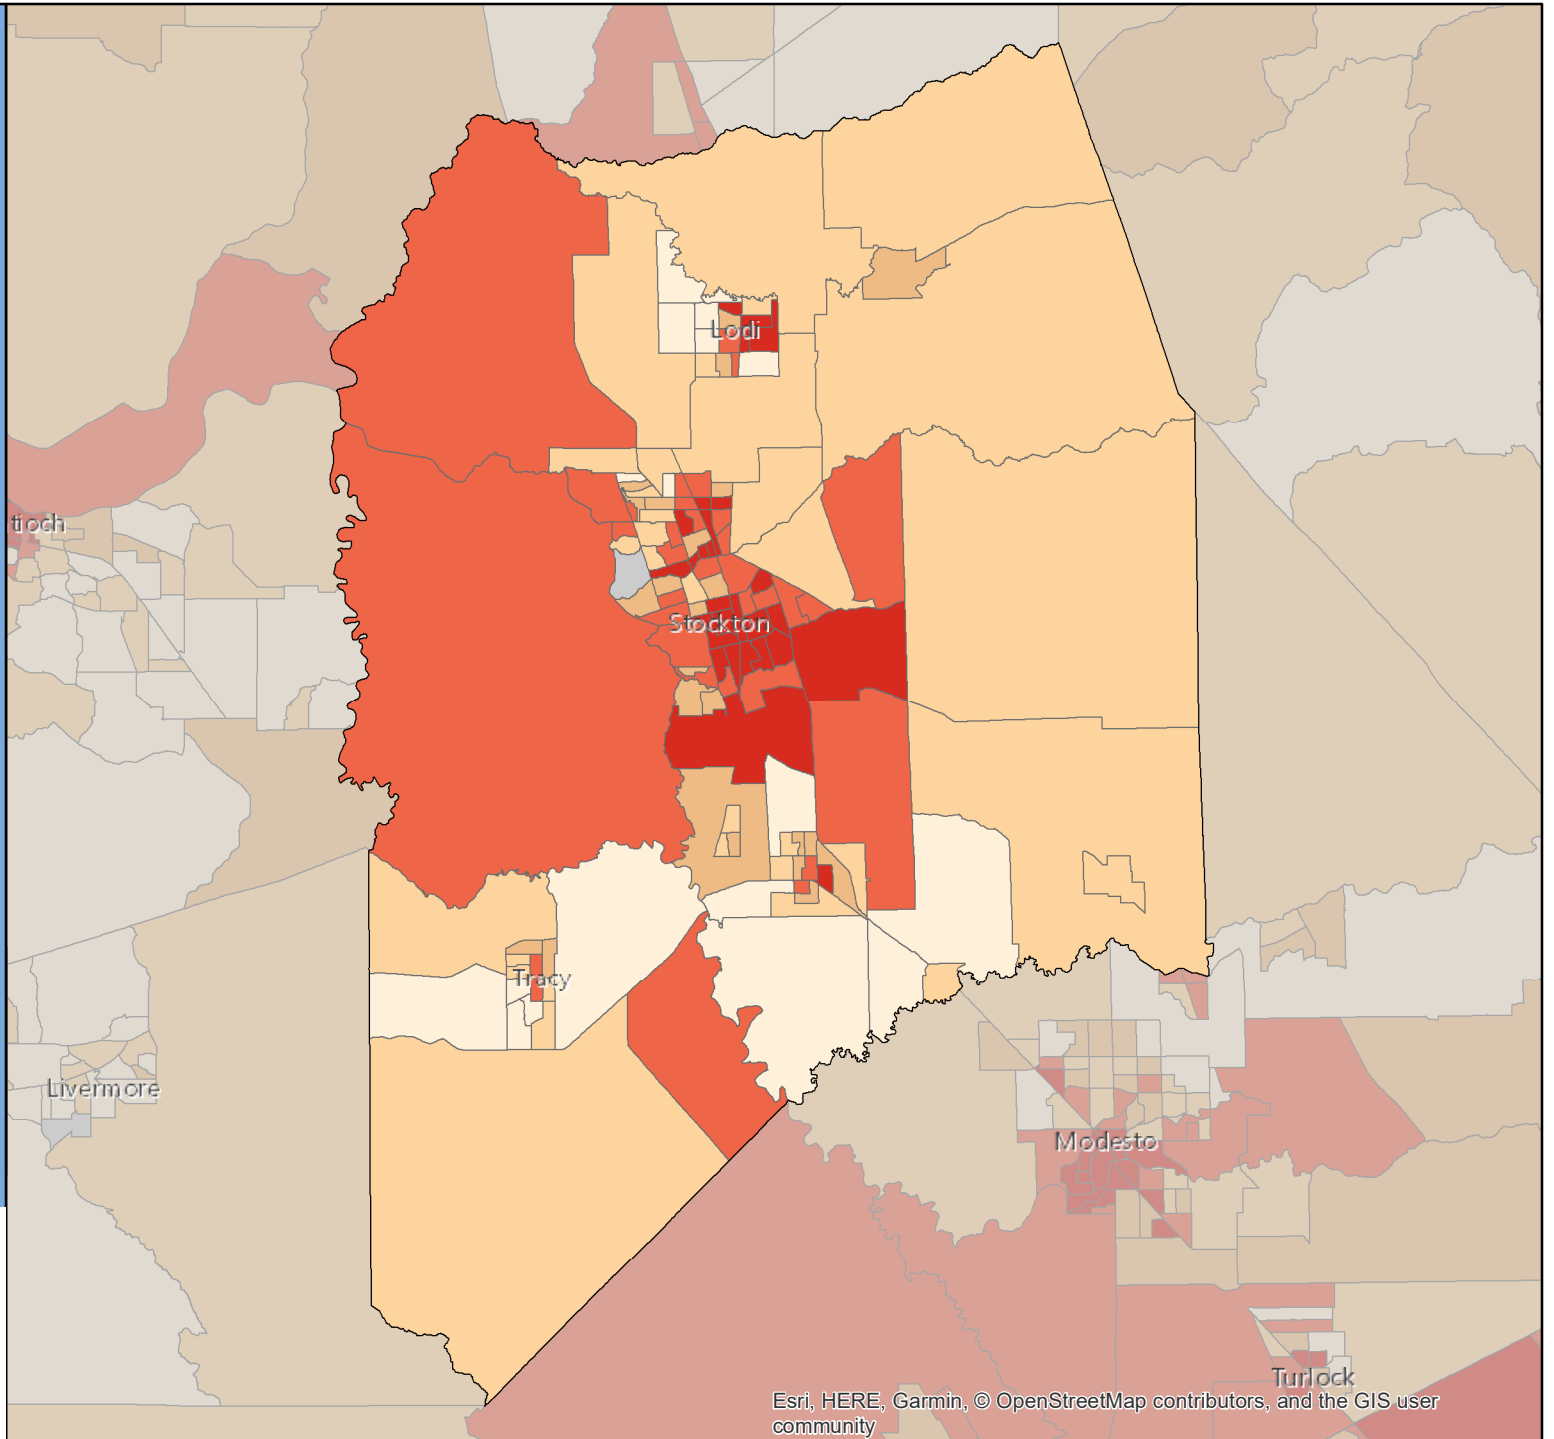 Lodi
tioch
Stockton
Tracy
Livermore
Modesto
Turlock
Esri, HERE, Garmin, © OpenStreetMap contributors, and the GIS user
community